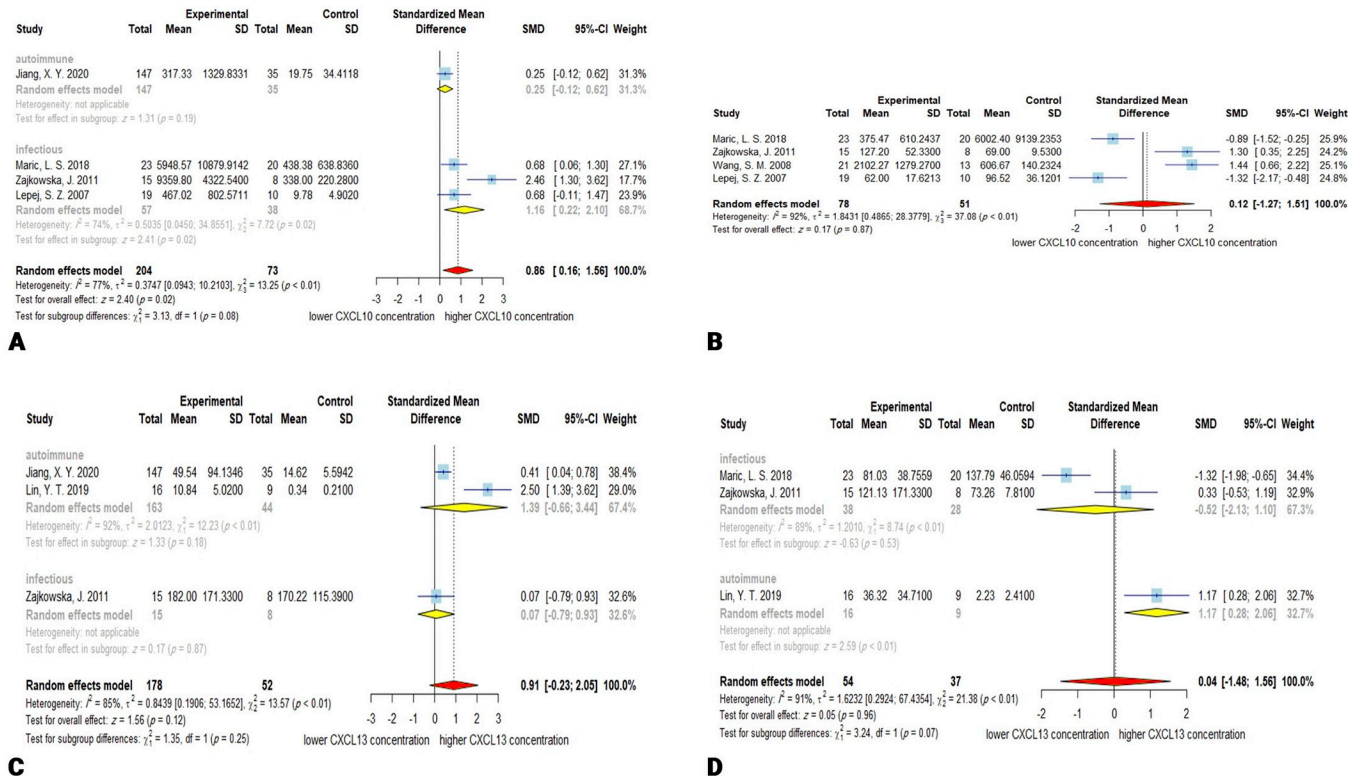 Experimental Control Standardized Mean
Study Total Mean SD Total Mean SD Difference SMD 95%-CI Weight
autoimmune
Jiang, X. Y. 2020 147 317.33 1329.8331 35 19.75 34.4118 0.25 [-0.12; 0.62] 31.3%
Random effects model 147 35 0.25 [-0.12; 0.62] 31.3%
Heterogeneity: not applicable
Test for effect in subgroup: z = 1.31 (p = 0.19)
infectious
Maric, L. S. 2018 23 5948.57 10879.9142 20 438.38 638.8360 0.68 [ 0.06; 1.30] 27.1%
Zajkowska, J. 2011 15 9359.80 4322.5400 8 338.00 220.2800 2.46 [ 1.30; 3.62] 17.7%
Lepej, S. Z. 2007 19 467.02 802.5711 10 9.78 4.9020 0.68 [-0.11; 1.47] 23.9%
Random effects model 57 38 1.16 [ 0.22; 2.10] 68.7%
Heterogeneity: I² = 74%, τ² = 0.5035 [0.0450; 34.8551], χ²₂ = 7.72 (p = 0.02)
Test for effect in subgroup: z = 2.41 (p = 0.02)
Random effects model 204 73 0.86 [ 0.16; 1.56] 100.0%
Heterogeneity: I² = 77%, τ² = 0.3747 [0.0943; 10.2103], χ²₃ = 13.25 (p < 0.01)
Test for overall effect: z = 2.40 (p = 0.02) -3 -2 -1 0 1 2 3
Test for subgroup differences: χ²₁ = 3.13, df = 1 (p = 0.08) lower CXCL10 concentration higher CXCL10 concentration
A
Experimental Control Standardized Mean
Study Total Mean SD Total Mean SD Difference SMD 95%-CI Weight
Maric, L. S. 2018 23 375.47 610.2437 20 6002.40 9139.2353 -0.89 [-1.52; -0.25] 25.9%
Zajkowska, J. 2011 15 127.20 52.3300 8 69.00 9.5300 1.30 [ 0.35; 2.25] 24.2%
Wang, S. M. 2008 21 2102.27 1279.2700 13 606.67 140.2324 1.44 [ 0.66; 2.22] 25.1%
Lepej, S. Z. 2007 19 62.00 17.6213 10 96.52 36.1201 -1.32 [-2.17; -0.48] 24.8%
Random effects model 78 51 0.12 [-1.27; 1.51] 100.0%
Heterogeneity: I² = 92%, τ² = 1.8431 [0.4865; 28.3779], χ²₃ = 37.08 (p < 0.01)
Test for overall effect: z = 0.17 (p = 0.87) -2 -1 0 1 2
lower CXCL10 concentration higher CXCL10 concentration
B
Experimental Control Standardized Mean
Study Total Mean SD Total Mean SD Difference SMD 95%-CI Weight
autoimmune
Jiang, X. Y. 2020 147 49.54 94.1346 35 14.62 5.5942 0.41 [ 0.04; 0.78] 38.4%
Lin, Y. T. 2019 16 10.84 5.0200 9 0.34 0.2100 2.50 [ 1.39; 3.62] 29.0%
Random effects model 163 44 1.39 [-0.66; 3.44] 67.4%
Heterogeneity: I² = 92%, τ² = 2.0123, χ²₁ = 12.23 (p < 0.01)
Test for effect in subgroup: z = 1.33 (p = 0.18)
infectious
Zajkowska, J. 2011 15 182.00 171.3300 8 170.22 115.3900 0.07 [-0.79; 0.93] 32.6%
Random effects model 15 8 0.07 [-0.79; 0.93] 32.6%
Heterogeneity: not applicable
Test for effect in subgroup: z = 0.17 (p = 0.87)
Random effects model 178 52 0.91 [-0.23; 2.05] 100.0%
Heterogeneity: I² = 85%, τ² = 0.8439 [0.1906; 53.1652], χ²₂ = 13.57 (p < 0.01)
Test for overall effect: z = 1.56 (p = 0.12) -3 -2 -1 0 1 2 3
Test for subgroup differences: χ²₁ = 1.35, df = 1 (p = 0.25) lower CXCL13 concentration higher CXCL13 concentration
C
Experimental Control Standardized Mean
Study Total Mean SD Total Mean SD Difference SMD 95%-CI Weight
infectious
Maric, L. S. 2018 23 81.03 38.7559 20 137.79 46.0594 -1.32 [-1.98; -0.65] 34.4%
Zajkowska, J. 2011 15 121.13 171.3300 8 73.26 7.8100 0.33 [-0.53; 1.19] 32.9%
Random effects model 38 28 -0.52 [-2.13; 1.10] 67.3%
Heterogeneity: I² = 89%, τ² = 1.2010, χ²₁ = 8.74 (p < 0.01)
Test for effect in subgroup: z = -0.63 (p = 0.53)
autoimmune
Lin, Y. T. 2019 16 36.32 34.7100 9 2.23 2.4100 1.17 [ 0.28; 2.06] 32.7%
Random effects model 16 9 1.17 [ 0.28; 2.06] 32.7%
Heterogeneity: not applicable
Test for effect in subgroup: z = 2.59 (p < 0.01)
Random effects model 54 37 0.04 [-1.48; 1.56] 100.0%
Heterogeneity: I² = 91%, τ² = 1.6232 [0.2924; 67.4354], χ²₂ = 21.38 (p < 0.01)
Test for overall effect: z = 0.05 (p = 0.96) -2 -1 0 1 2
Test for subgroup differences: χ²₁ = 3.24, df = 1 (p = 0.07) lower CXCL13 concentration higher CXCL13 concentration
D